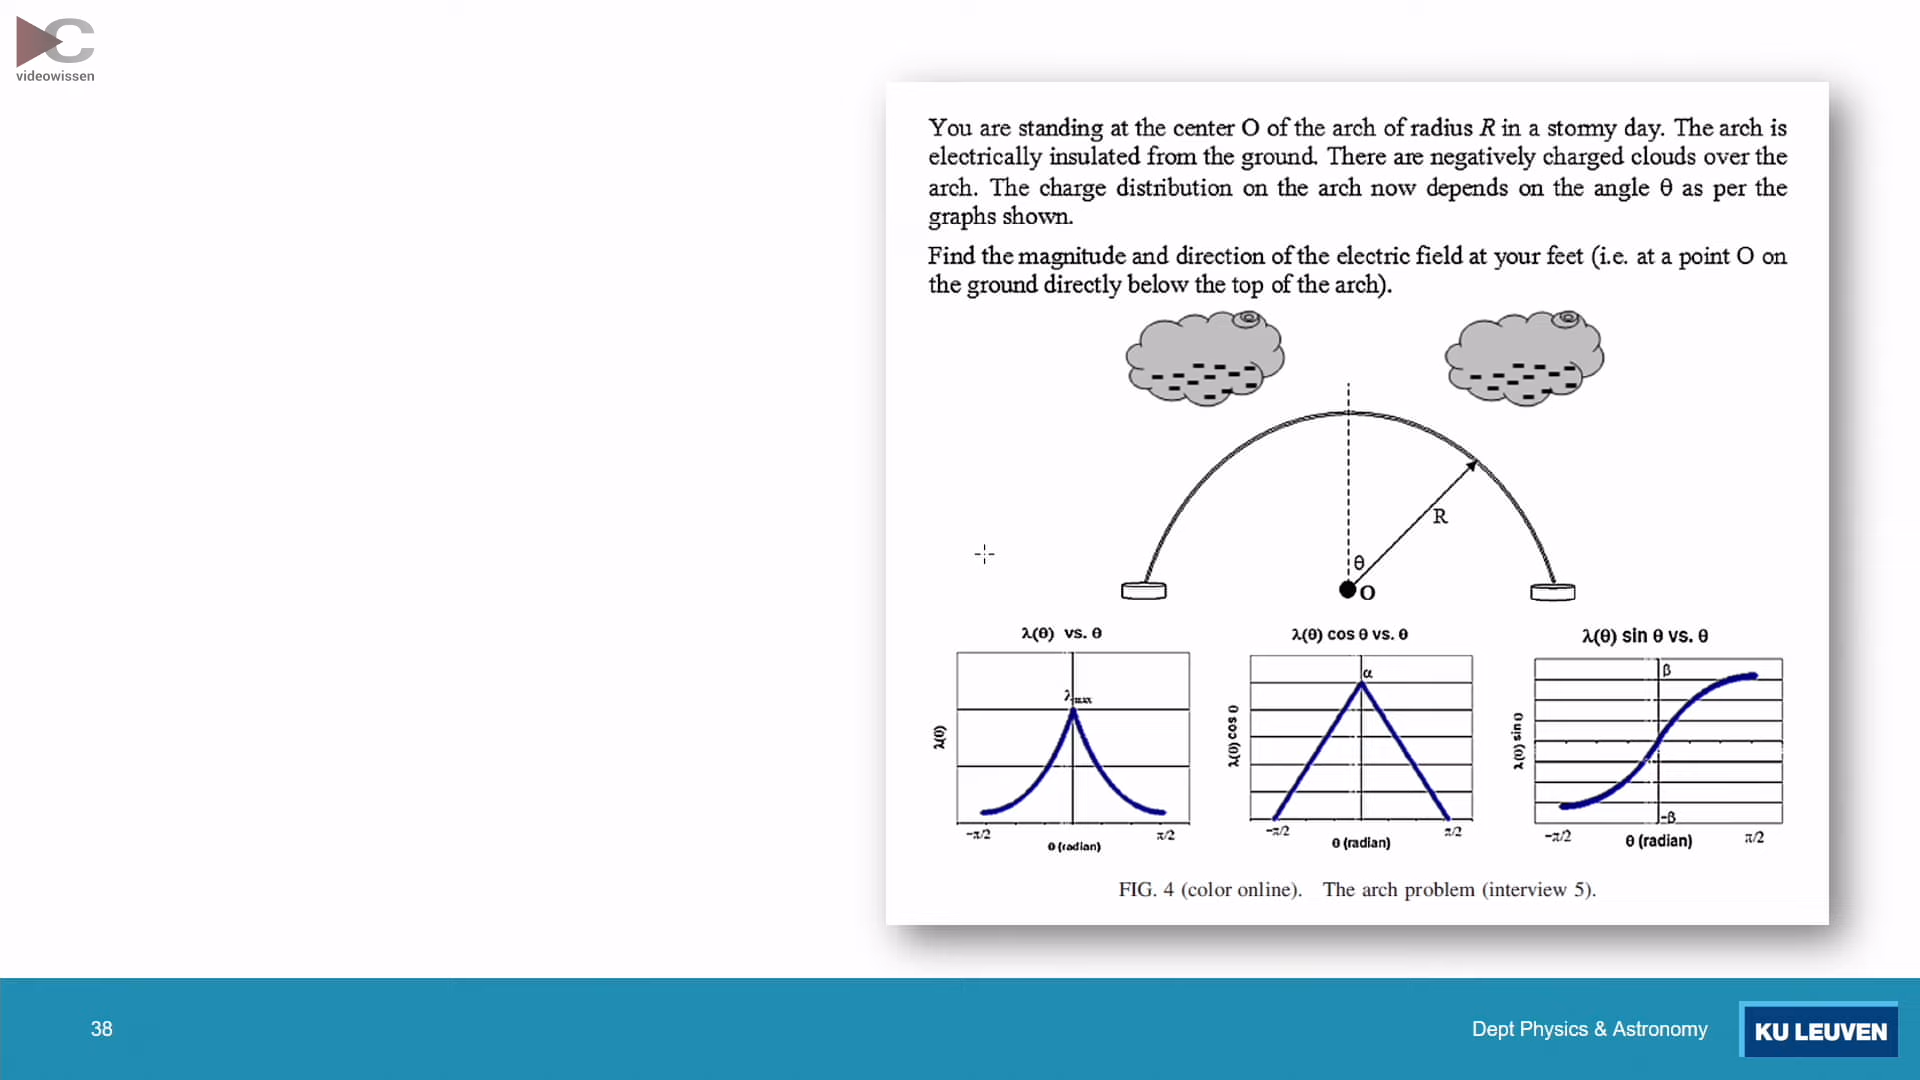 videowissen
You are standing at the center O of the arch of radius R in a stormy day. The arch is
electrically insulated from the ground. There are negatively charged clouds over the
arch. The charge distribution on the arch now depends on the angle θ as per the
graphs shown.
Find the magnitude and direction of the electric field at your feet (i.e. at a point O on
the ground directly below the top of the arch).
R
θ
O
λ(θ) vs. θ
λmax
λ(θ)
-π/2
π/2
θ (radian)
λ(θ) cos θ vs. θ
α
λ(θ) cos θ
-π/2
π/2
θ (radian)
λ(θ) sin θ vs. θ
β
λ(θ) sin θ
-β
-π/2
π/2
θ (radian)
FIG. 4 (color online). The arch problem (interview 5).
38
Dept Physics & Astronomy
KU LEUVEN